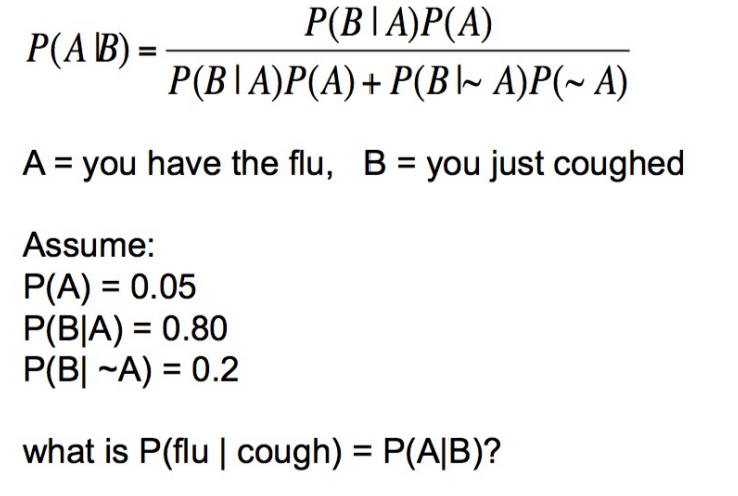 P(A|B) = P(B|A)P(A) / P(B|A)P(A) + P(B|~A)P(~A)
A = you have the flu, B = you just coughed
Assume:
P(A) = 0.05
P(B|A) = 0.80
P(B| ~A) = 0.2
what is P(flu | cough) = P(A|B)?